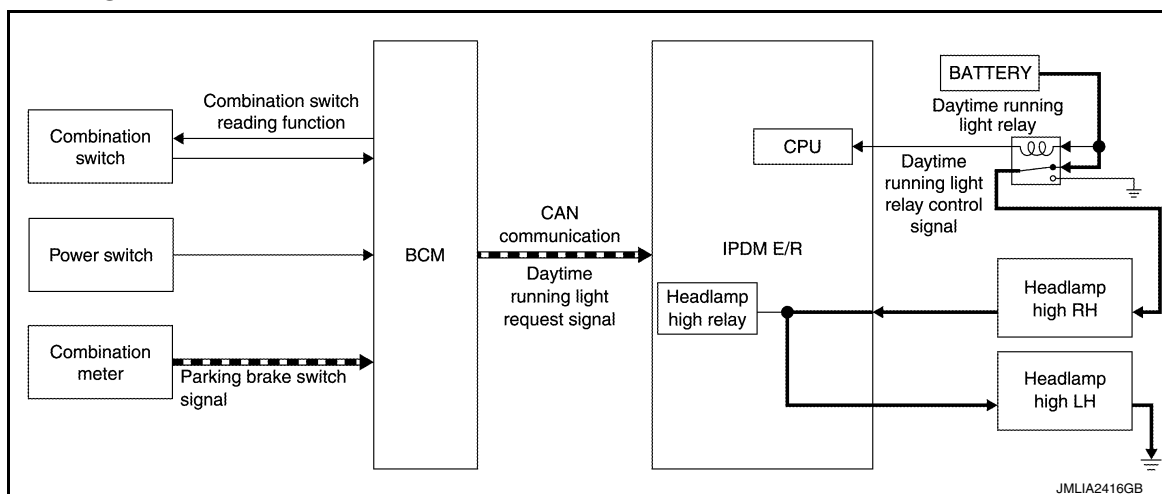 Combination
switch
Combination switch
reading function
Power switch
Combination
meter
Parking brake switch
signal
BCM
CAN
communication
Daytime
running light
request signal
IPDM E/R
CPU
Headlamp
high relay
BATTERY
Daytime running
light relay
Daytime
running light
relay control
signal
Headlamp
high RH
Headlamp
high LH
JMLIA2416GB